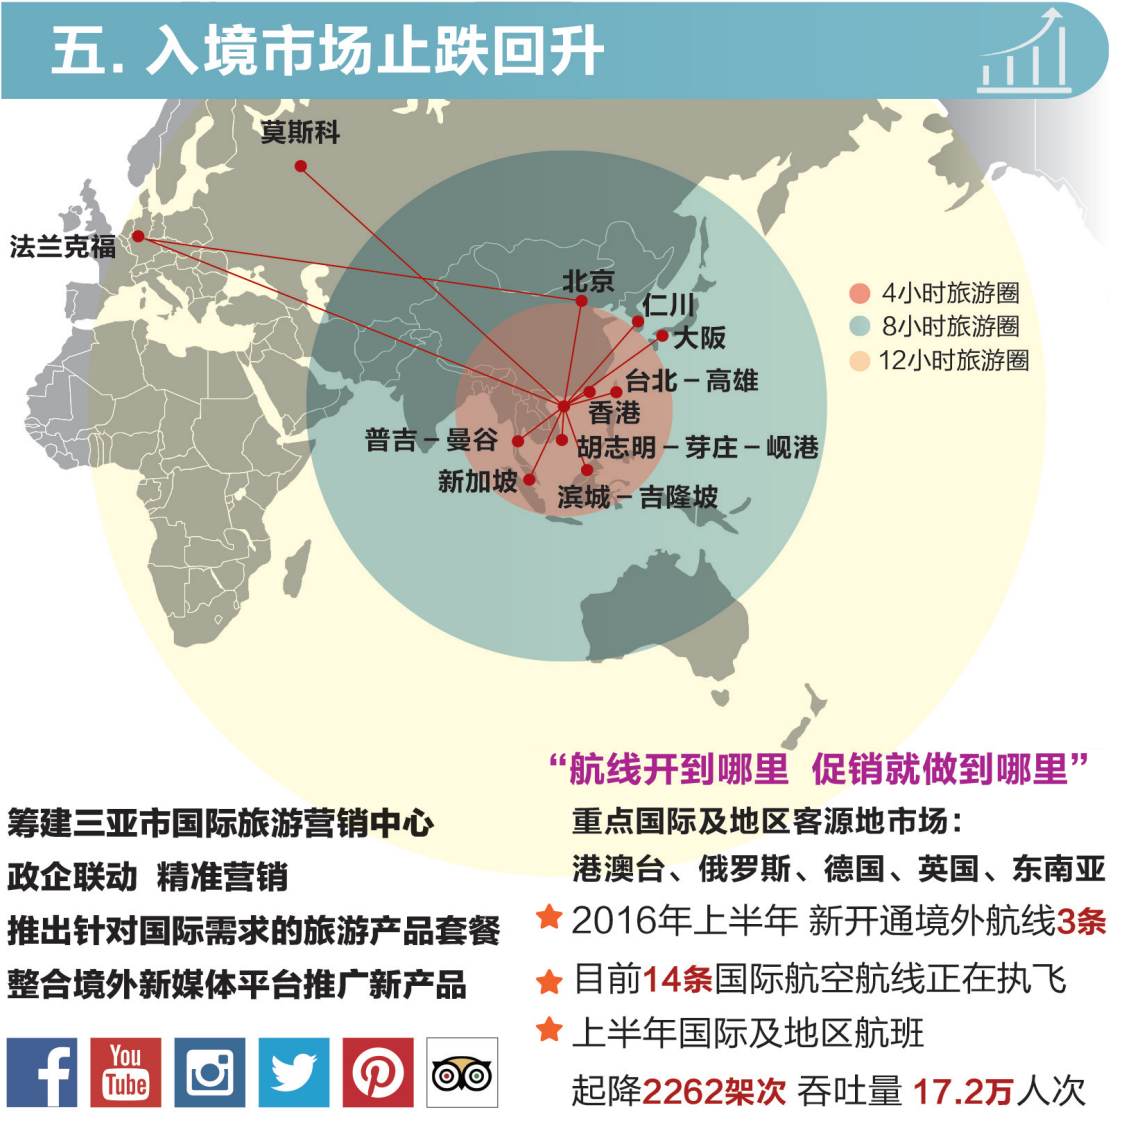 五. 入境市场止跌回升
莫斯科
法兰克福
北京
仁川
大阪
台北－高雄
香港
普吉－曼谷
胡志明－芽庄－岘港
新加坡
滨城－吉隆坡
4小时旅游圈
8小时旅游圈
12小时旅游圈
“航线开到哪里 促销就做到哪里”
重点国际及地区客源地市场：
港澳台、俄罗斯、德国、英国、东南亚
2016年上半年 新开通境外航线3条
目前14条国际航空航线正在执飞
上半年国际及地区航班
起降2262架次 吞吐量 17.2万人次
筹建三亚市国际旅游营销中心
政企联动 精准营销
推出针对国际需求的旅游产品套餐
整合境外新媒体平台推广新产品
You
Tube